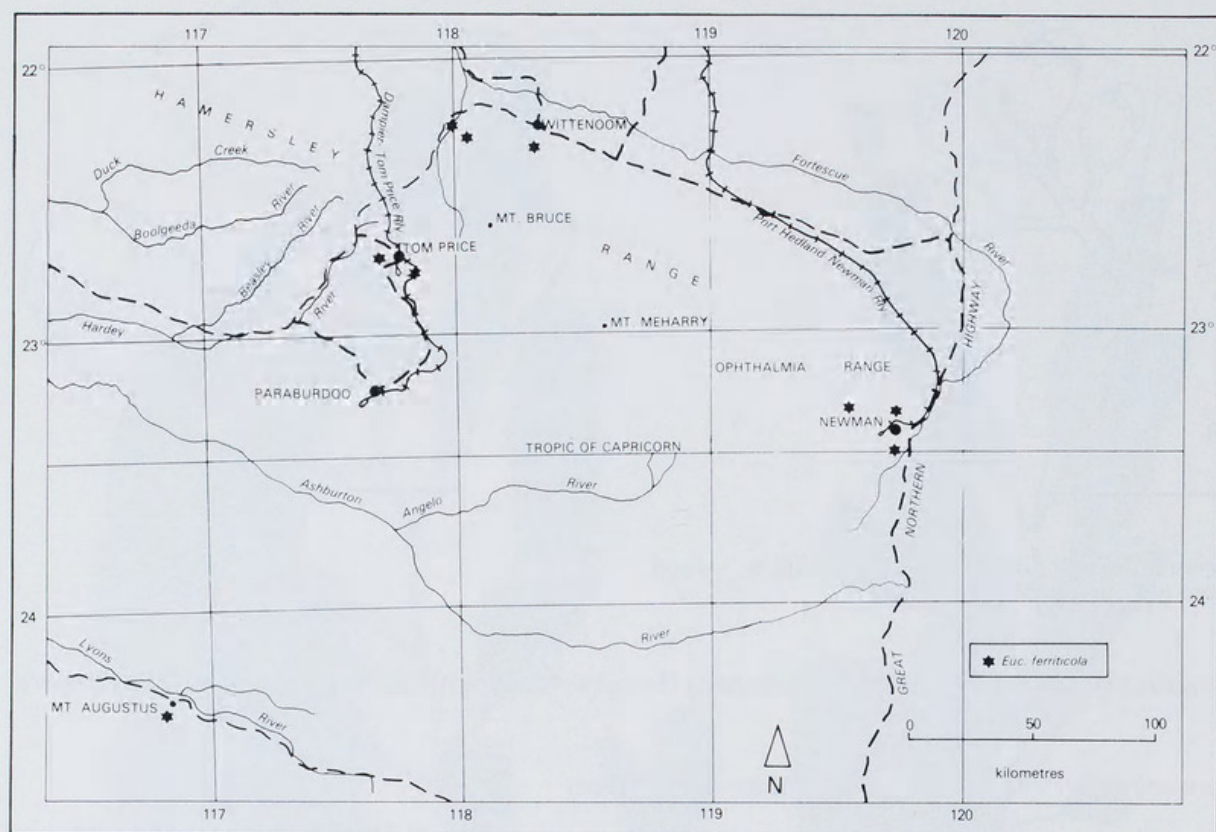 117 118 119 120
22° 22°
HAMERSLEY
Dampier-Tom Price Rly.
WITTENOOM
Duck Creek
Fortescue
River
Boolgeeda River
MT. BRUCE
Beasley River
TOM PRICE
RANGE
Port Hedland Newman Rly.
River
HIGHWAY
Hardey
MT. MEHARRY
23° 23°
OPHTHALMIA RANGE
PARABURDOO
NEWMAN
TROPIC OF CAPRICORN
Ashburton
Angelo River
NORTHERN
24 24°
River
Lyons
Euc. ferriticola
GREAT
MT AUGUSTUS
River
0 50 100
N
kilometres
117 118 119 120